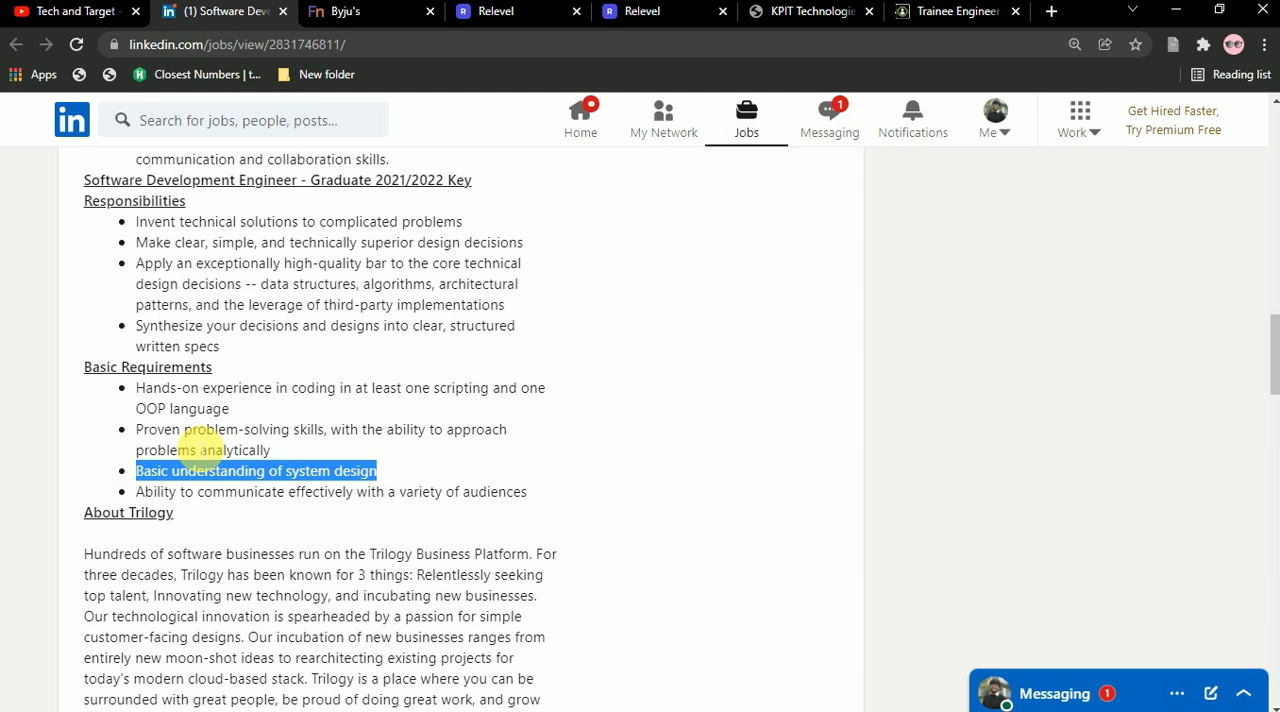 Tech and Target -
(1) Software Dev
Byju's
Relevel
Relevel
KPIT Technologie
Trainee Engineer
linkedin.com/jobs/view/2831746811/
Apps
Closest Numbers | t...
New folder
Reading list
in
Search for jobs, people, posts...
Home
My Network
Jobs
1
Messaging
Notifications
Me
Work
Get Hired Faster,
Try Premium Free
communication and collaboration skills.
Software Development Engineer - Graduate 2021/2022 Key
Responsibilities
Invent technical solutions to complicated problems
Make clear, simple, and technically superior design decisions
Apply an exceptionally high-quality bar to the core technical
design decisions -- data structures, algorithms, architectural
patterns, and the leverage of third-party implementations
Synthesize your decisions and designs into clear, structured
written specs
Basic Requirements
Hands-on experience in coding in at least one scripting and one
OOP language
Proven problem-solving skills, with the ability to approach
problems analytically
Basic understanding of system design
Ability to communicate effectively with a variety of audiences
About Trilogy
Hundreds of software businesses run on the Trilogy Business Platform. For
three decades, Trilogy has been known for 3 things: Relentlessly seeking
top talent, Innovating new technology, and incubating new businesses.
Our technological innovation is spearheaded by a passion for simple
customer-facing designs. Our incubation of new businesses ranges from
entirely new moon-shot ideas to rearchitecting existing projects for
today's modern cloud-based stack. Trilogy is a place where you can be
surrounded with great people, be proud of doing great work, and grow
Messaging 1